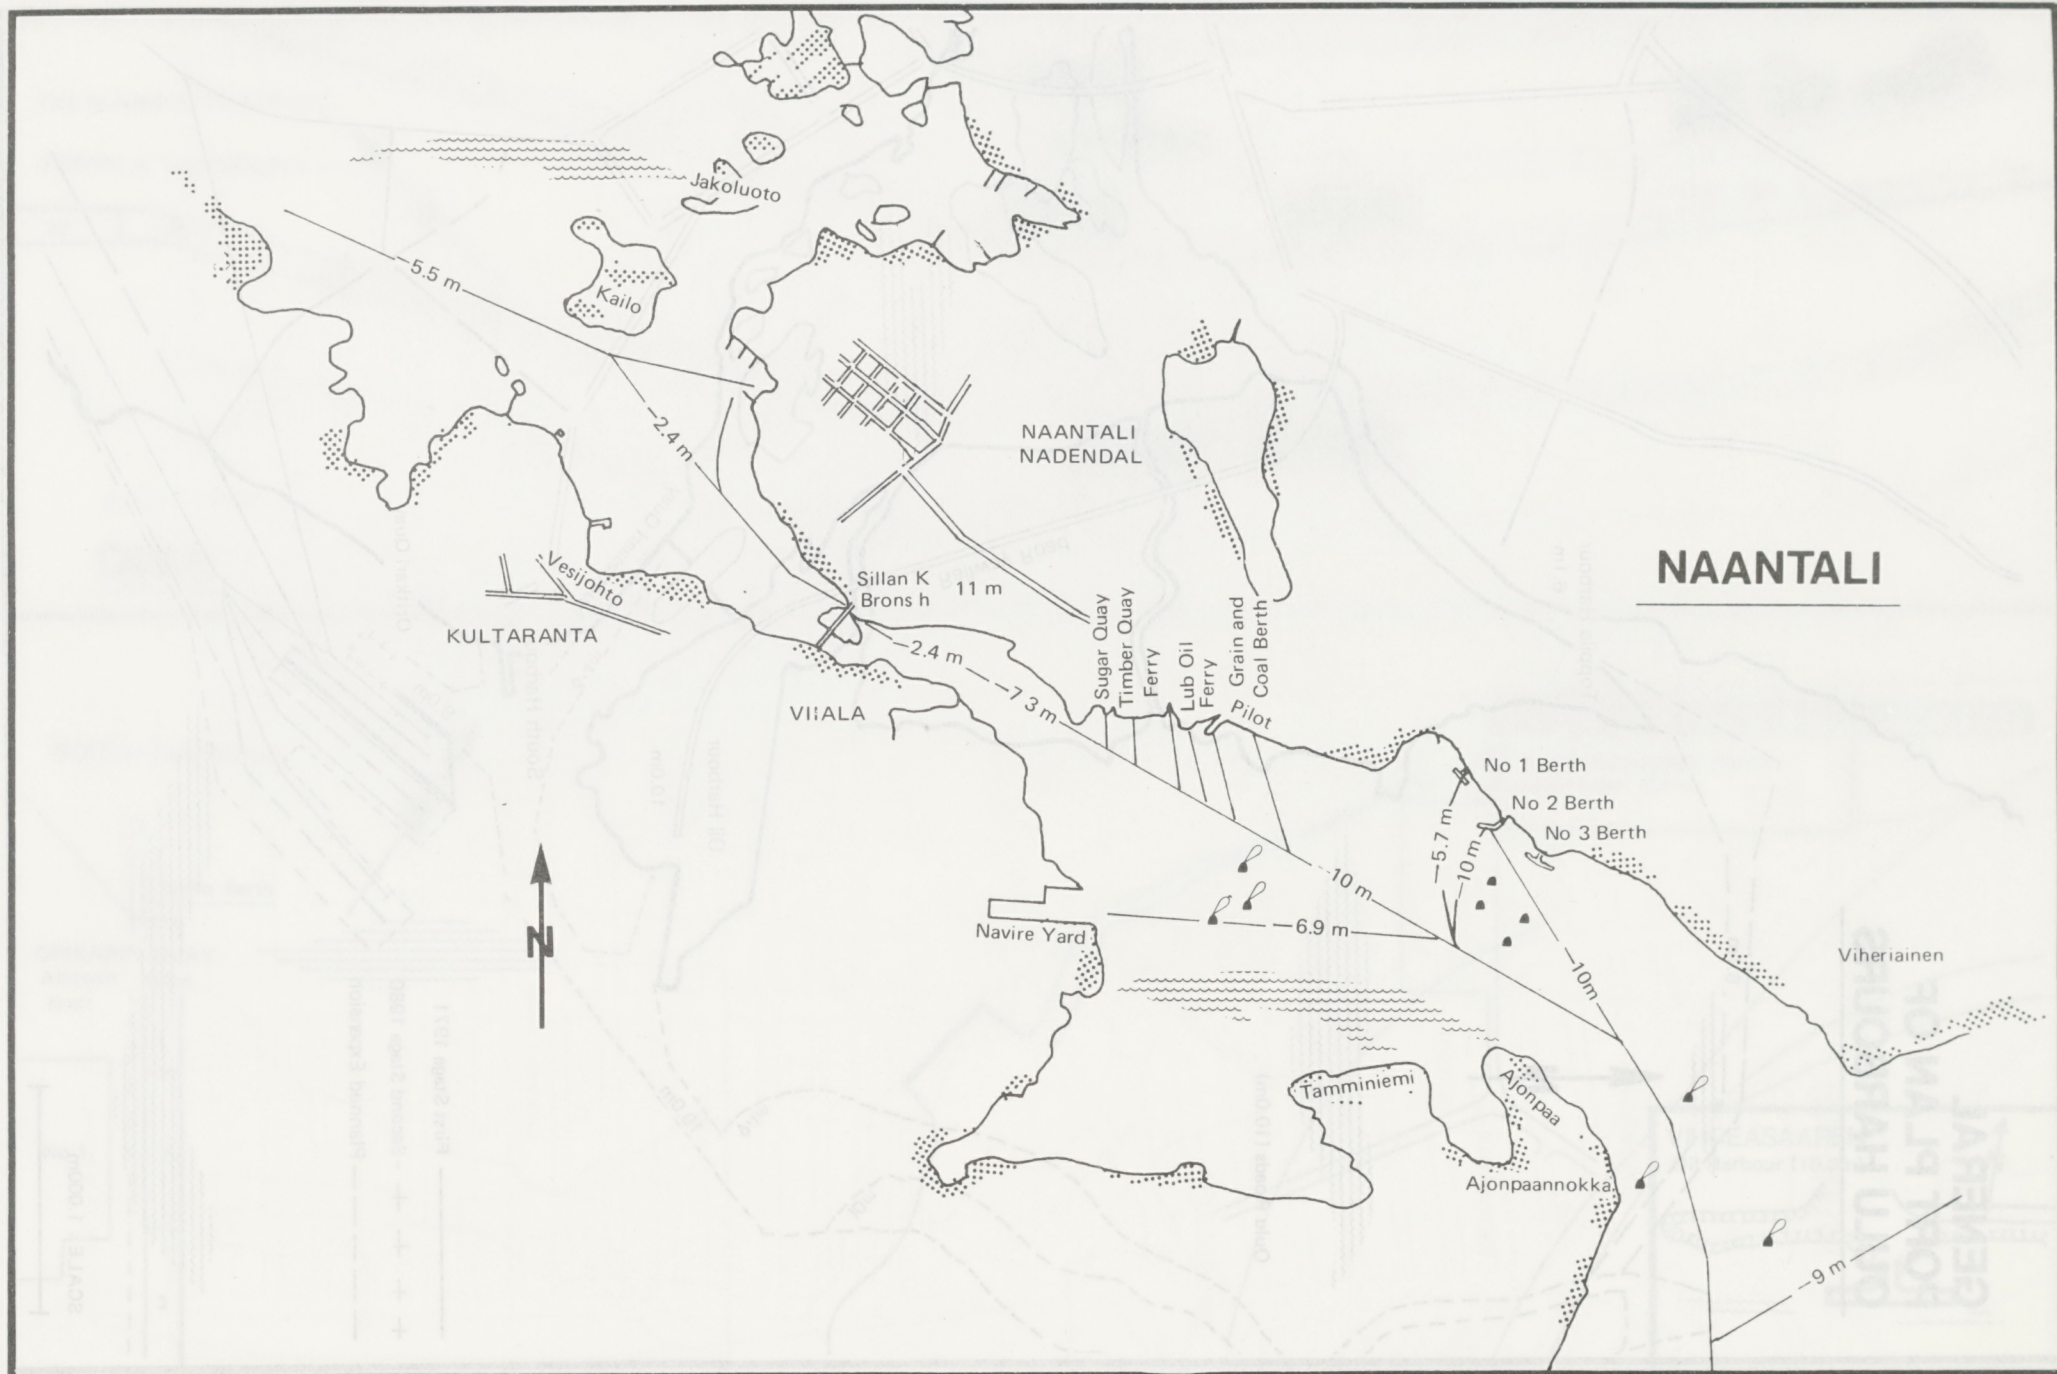 Jakoluoto
5.5 m
Kailo
2.4 m
NAANTALI
NADENDAL
NAANTALI
Vesijohto
Sillan K
Brons h
11 m
KULTARANTA
2.4 m
7 3 m
VIIALA
Sugar Quay
Timber Quay
Ferry
Lub Oil
Ferry
Grain and
Coal Berth
Pilot
No 1 Berth
No 2 Berth
No 3 Berth
5.7 m
10 m
10 m
6.9 m
10m
Navire Yard
N
Viheriainen
Tamminiemi
Ajonpaa
Ajonpaannokka
9 m